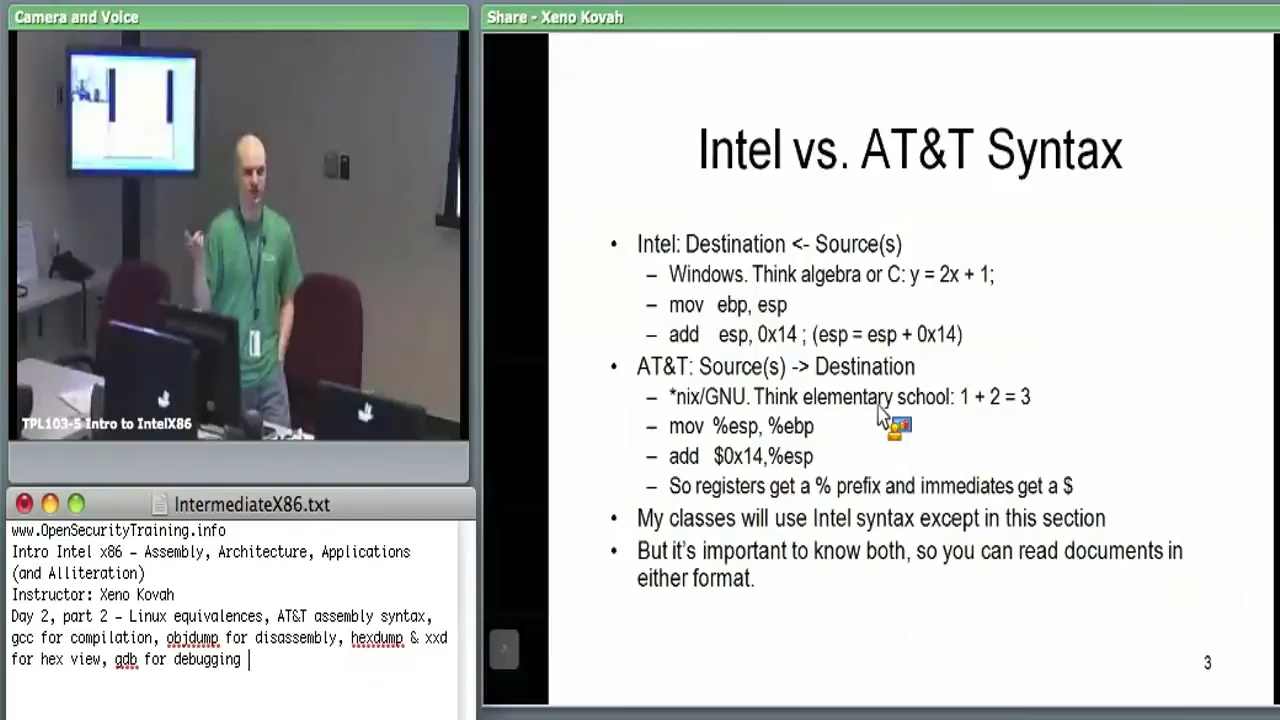 Camera and Voice
TPL103-5 Intro to IntelX86
IntermediateX86.txt
www.OpenSecurityTraining.info
Intro Intel x86 – Assembly, Architecture, Applications
(and Alliteration)
Instructor: Xeno Kovah
Day 2, part 2 – Linux equivalences, AT&T assembly syntax,
gcc for compilation, objdump for disassembly, hexdump & xxd
for hex view, gdb for debugging
Share - Xeno Kovah
Intel vs. AT&T Syntax
• Intel: Destination <- Source(s)
– Windows. Think algebra or C: y = 2x + 1;
– mov ebp, esp
– add esp, 0x14 ; (esp = esp + 0x14)
• AT&T: Source(s) -> Destination
– *nix/GNU. Think elementary school: 1 + 2 = 3
– mov %esp, %ebp
– add $0x14,%esp
– So registers get a % prefix and immediates get a $
• My classes will use Intel syntax except in this section
• But it's important to know both, so you can read documents in
either format.
3